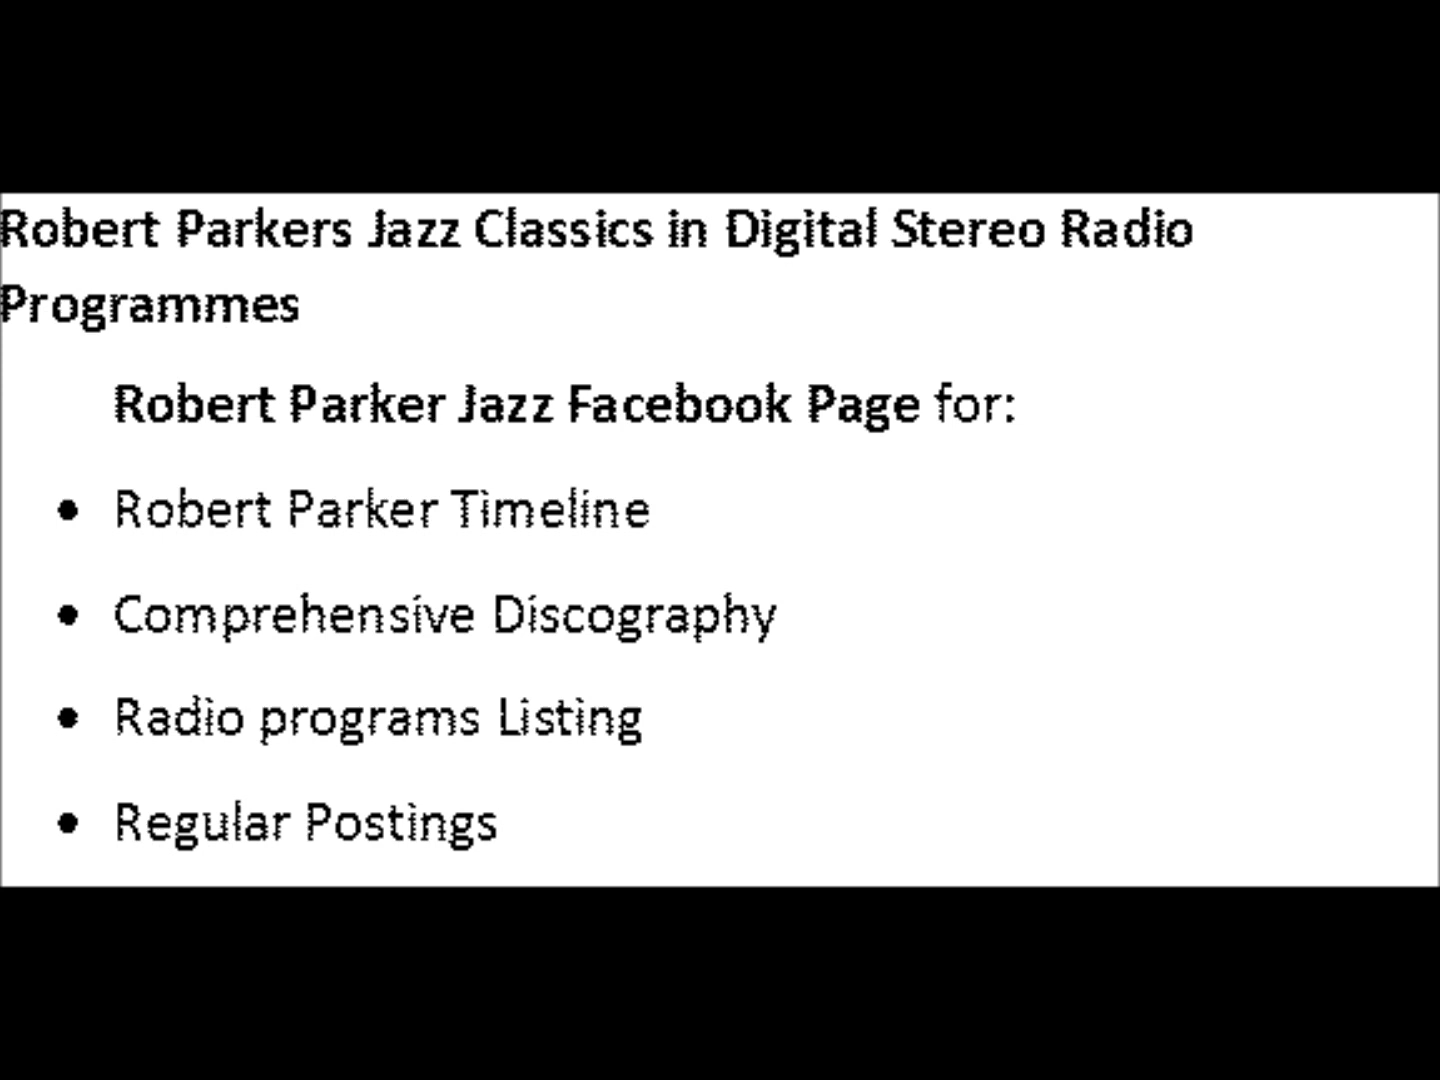 Robert Parkers Jazz Classics in Digital Stereo Radio
Programmes
Robert Parker Jazz Facebook Page for:
• Robert Parker Timeline
• Comprehensive Discography
• Radio programs Listing
• Regular Postings